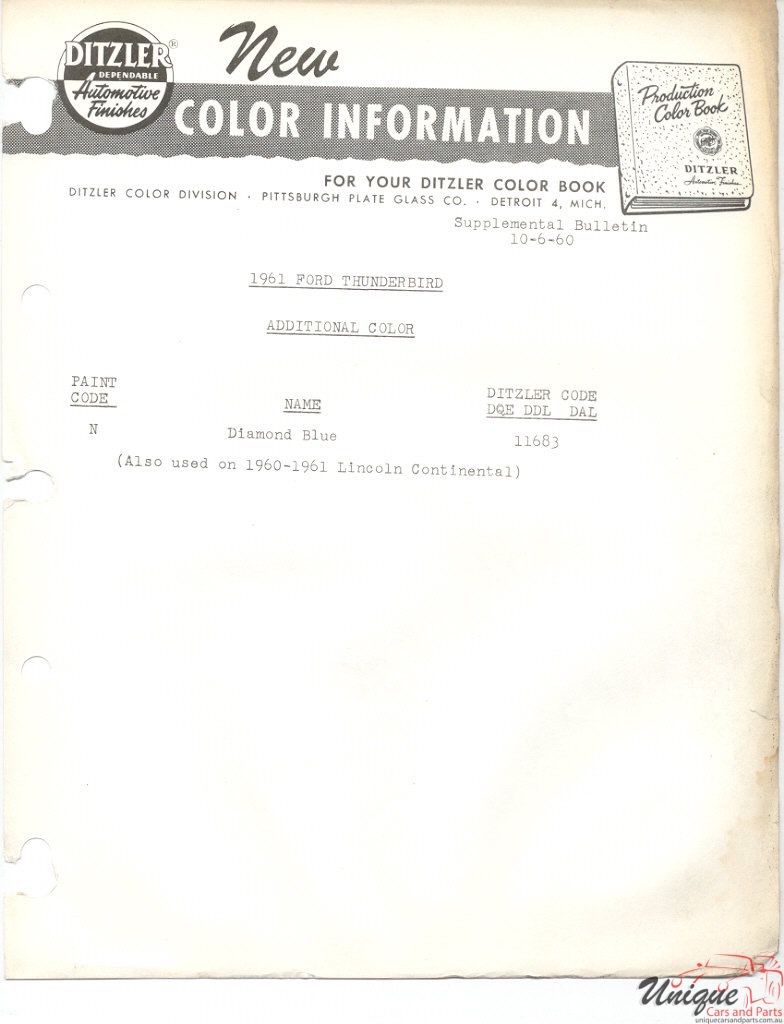 DITZLER®
DEPENDABLE
Automotive
Finishes
New
COLOR INFORMATION
Production
Color Book
DITZLER
Automotive Finishes
FOR YOUR DITZLER COLOR BOOK
DITZLER COLOR DIVISION · PITTSBURGH PLATE GLASS CO. · DETROIT 4, MICH.
Supplemental Bulletin
10-6-60
1961 FORD THUNDERBIRD
ADDITIONAL COLOR
PAINT
CODE NAME DITZLER CODE
DQE DDL DAL
N Diamond Blue 11683
(Also used on 1960-1961 Lincoln Continental)
Unique
Cars and Parts
uniquecarsandparts.com.au